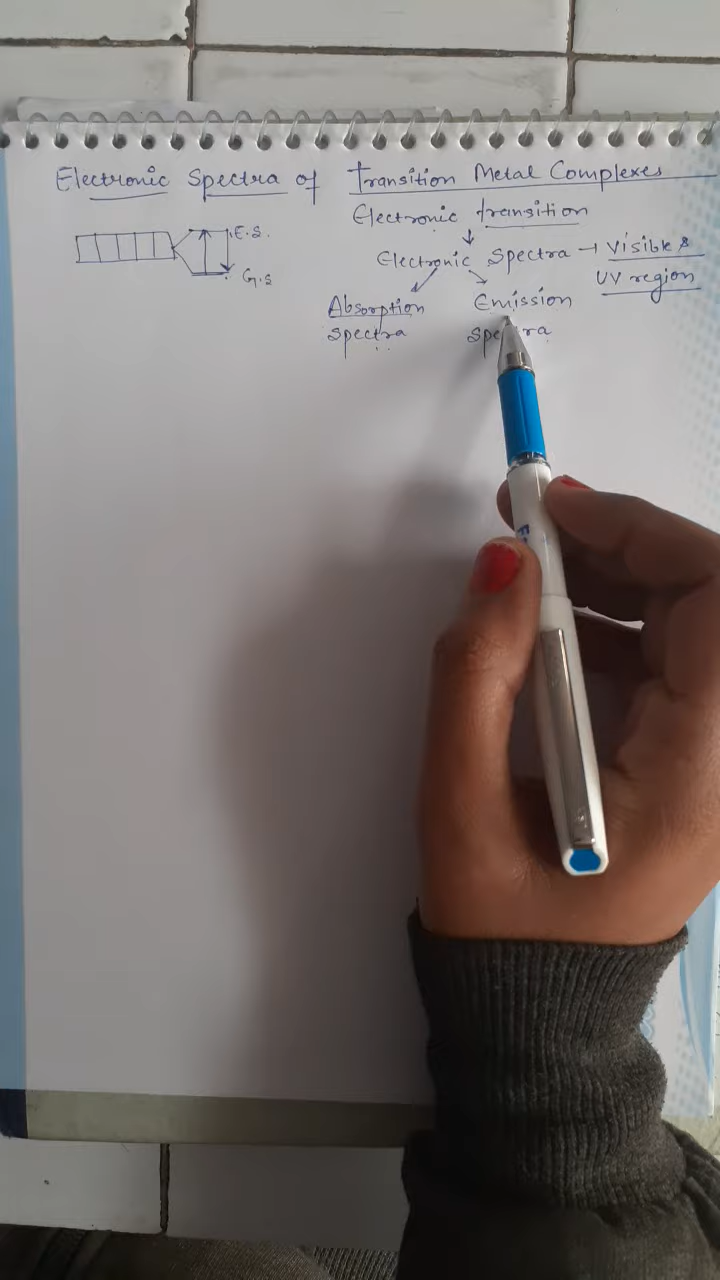 Electronic Spectra of Transition Metal Complexes
Electronic transition
E.S.
G.S
Electronic Spectra → Visible &
UV region
Absorption
Spectra
Emission